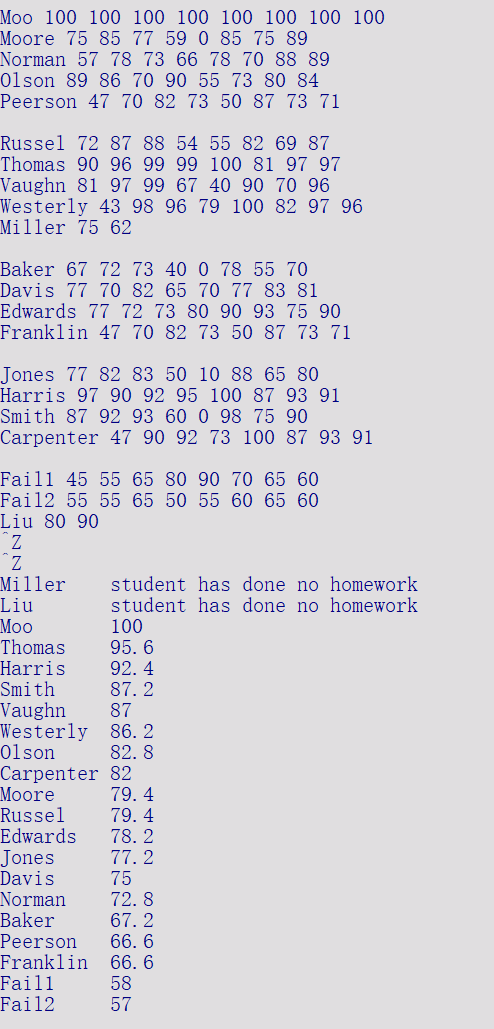 Moo 100 100 100 100 100 100 100 100
Moore 75 85 77 59 0 85 75 89
Norman 57 78 73 66 78 70 88 89
Olson 89 86 70 90 55 73 80 84
Peerson 47 70 82 73 50 87 73 71
Russel 72 87 88 54 55 82 69 87
Thomas 90 96 99 99 100 81 97 97
Vaughn 81 97 99 67 40 90 70 96
Westerly 43 98 96 79 100 82 97 96
Miller 75 62
Baker 67 72 73 40 0 78 55 70
Davis 77 70 82 65 70 77 83 81
Edwards 77 72 73 80 90 93 75 90
Franklin 47 70 82 73 50 87 73 71
Jones 77 82 83 50 10 88 65 80
Harris 97 90 92 95 100 87 93 91
Smith 87 92 93 60 0 98 75 90
Carpenter 47 90 92 73 100 87 93 91
Fail1 45 55 65 80 90 70 65 60
Fail2 55 55 65 50 55 60 65 60
Liu 80 90
^Z
^Z
Miller    student has done no homework
Liu       student has done no homework
Moo       100
Thomas    95.6
Harris    92.4
Smith     87.2
Vaughn    87
Westerly  86.2
Olson     82.8
Carpenter 82
Moore     79.4
Russel    79.4
Edwards   78.2
Jones     77.2
Davis     75
Norman    72.8
Baker     67.2
Peerson   66.6
Franklin  66.6
Fail1     58
Fail2     57